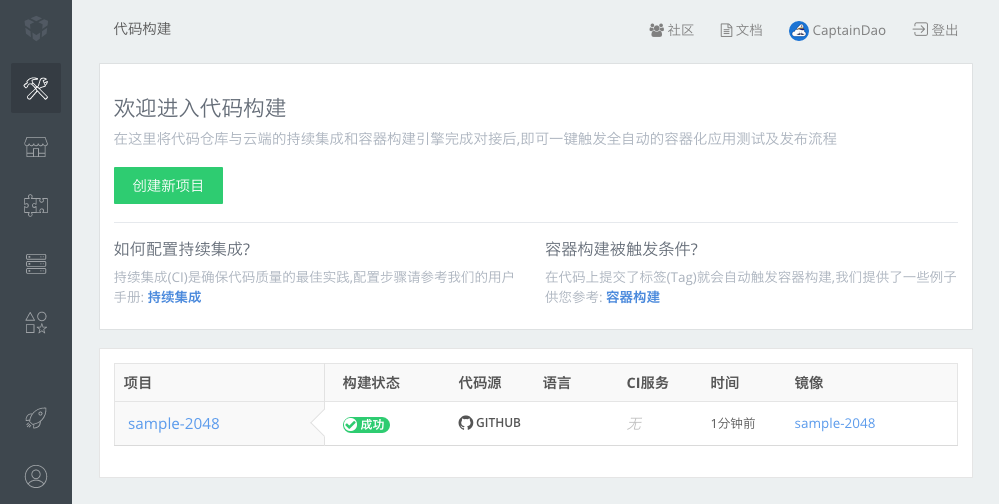 代码构建 社区 文档 CaptainDao 登出
欢迎进入代码构建
在这里将代码仓库与云端的持续集成和容器构建引擎完成对接后,即可一键触发全自动的容器化应用测试及发布流程
创建新项目
如何配置持续集成?
持续集成(CI)是确保代码质量的最佳实践,配置步骤请参考我们的用户
手册: 持续集成
容器构建被触发条件?
在代码上提交了标签(Tag)就会自动触发容器构建,我们提供了一些例子
供您参考: 容器构建
项目 构建状态 代码源 语言 CI服务 时间 镜像
sample-2048 成功 GITHUB 无 1分钟前 sample-2048